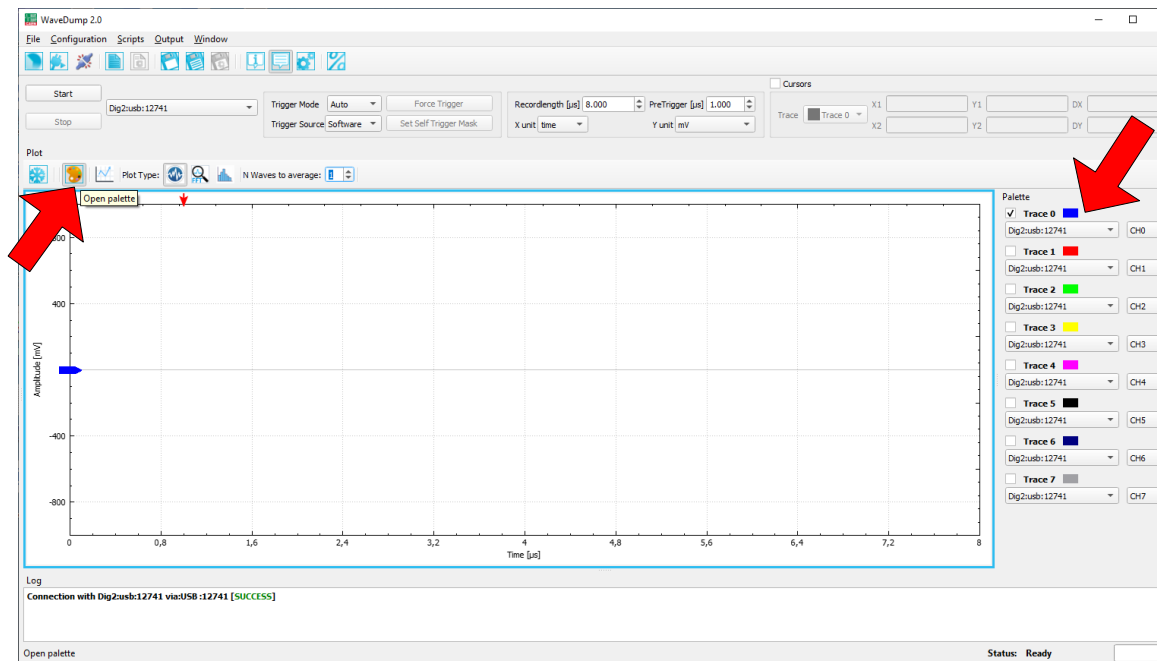 WaveDump 2.0
File Configuration Scripts Output Window
Start
Stop
Dig2:usb:12741
Trigger Mode Auto Force Trigger
Trigger Source Software Set Self Trigger Mask
Recordlength [µs] 8.000 PreTrigger [µs] 1.000
X unit time Y unit mV
Cursors
Trace Trace 0
X1 Y1 DX
X2 Y2 DY
Plot
Plot Type: FFT N Waves to average: 1
Open palette
400
-400
-800
Amplitude [mV]
0 0,8 1,6 2,4 3,2 4 4,8 5,6 6,4 7,2 8
Time [µs]
Palette
Trace 0
Dig2:usb:12741 CH0
Trace 1
Dig2:usb:12741 CH1
Trace 2
Dig2:usb:12741 CH2
Trace 3
Dig2:usb:12741 CH3
Trace 4
Dig2:usb:12741 CH4
Trace 5
Dig2:usb:12741 CH5
Trace 6
Dig2:usb:12741 CH6
Trace 7
Dig2:usb:12741 CH7
Log
Connection with Dig2:usb:12741 via:USB :12741 [SUCCESS]
Open palette
Status: Ready